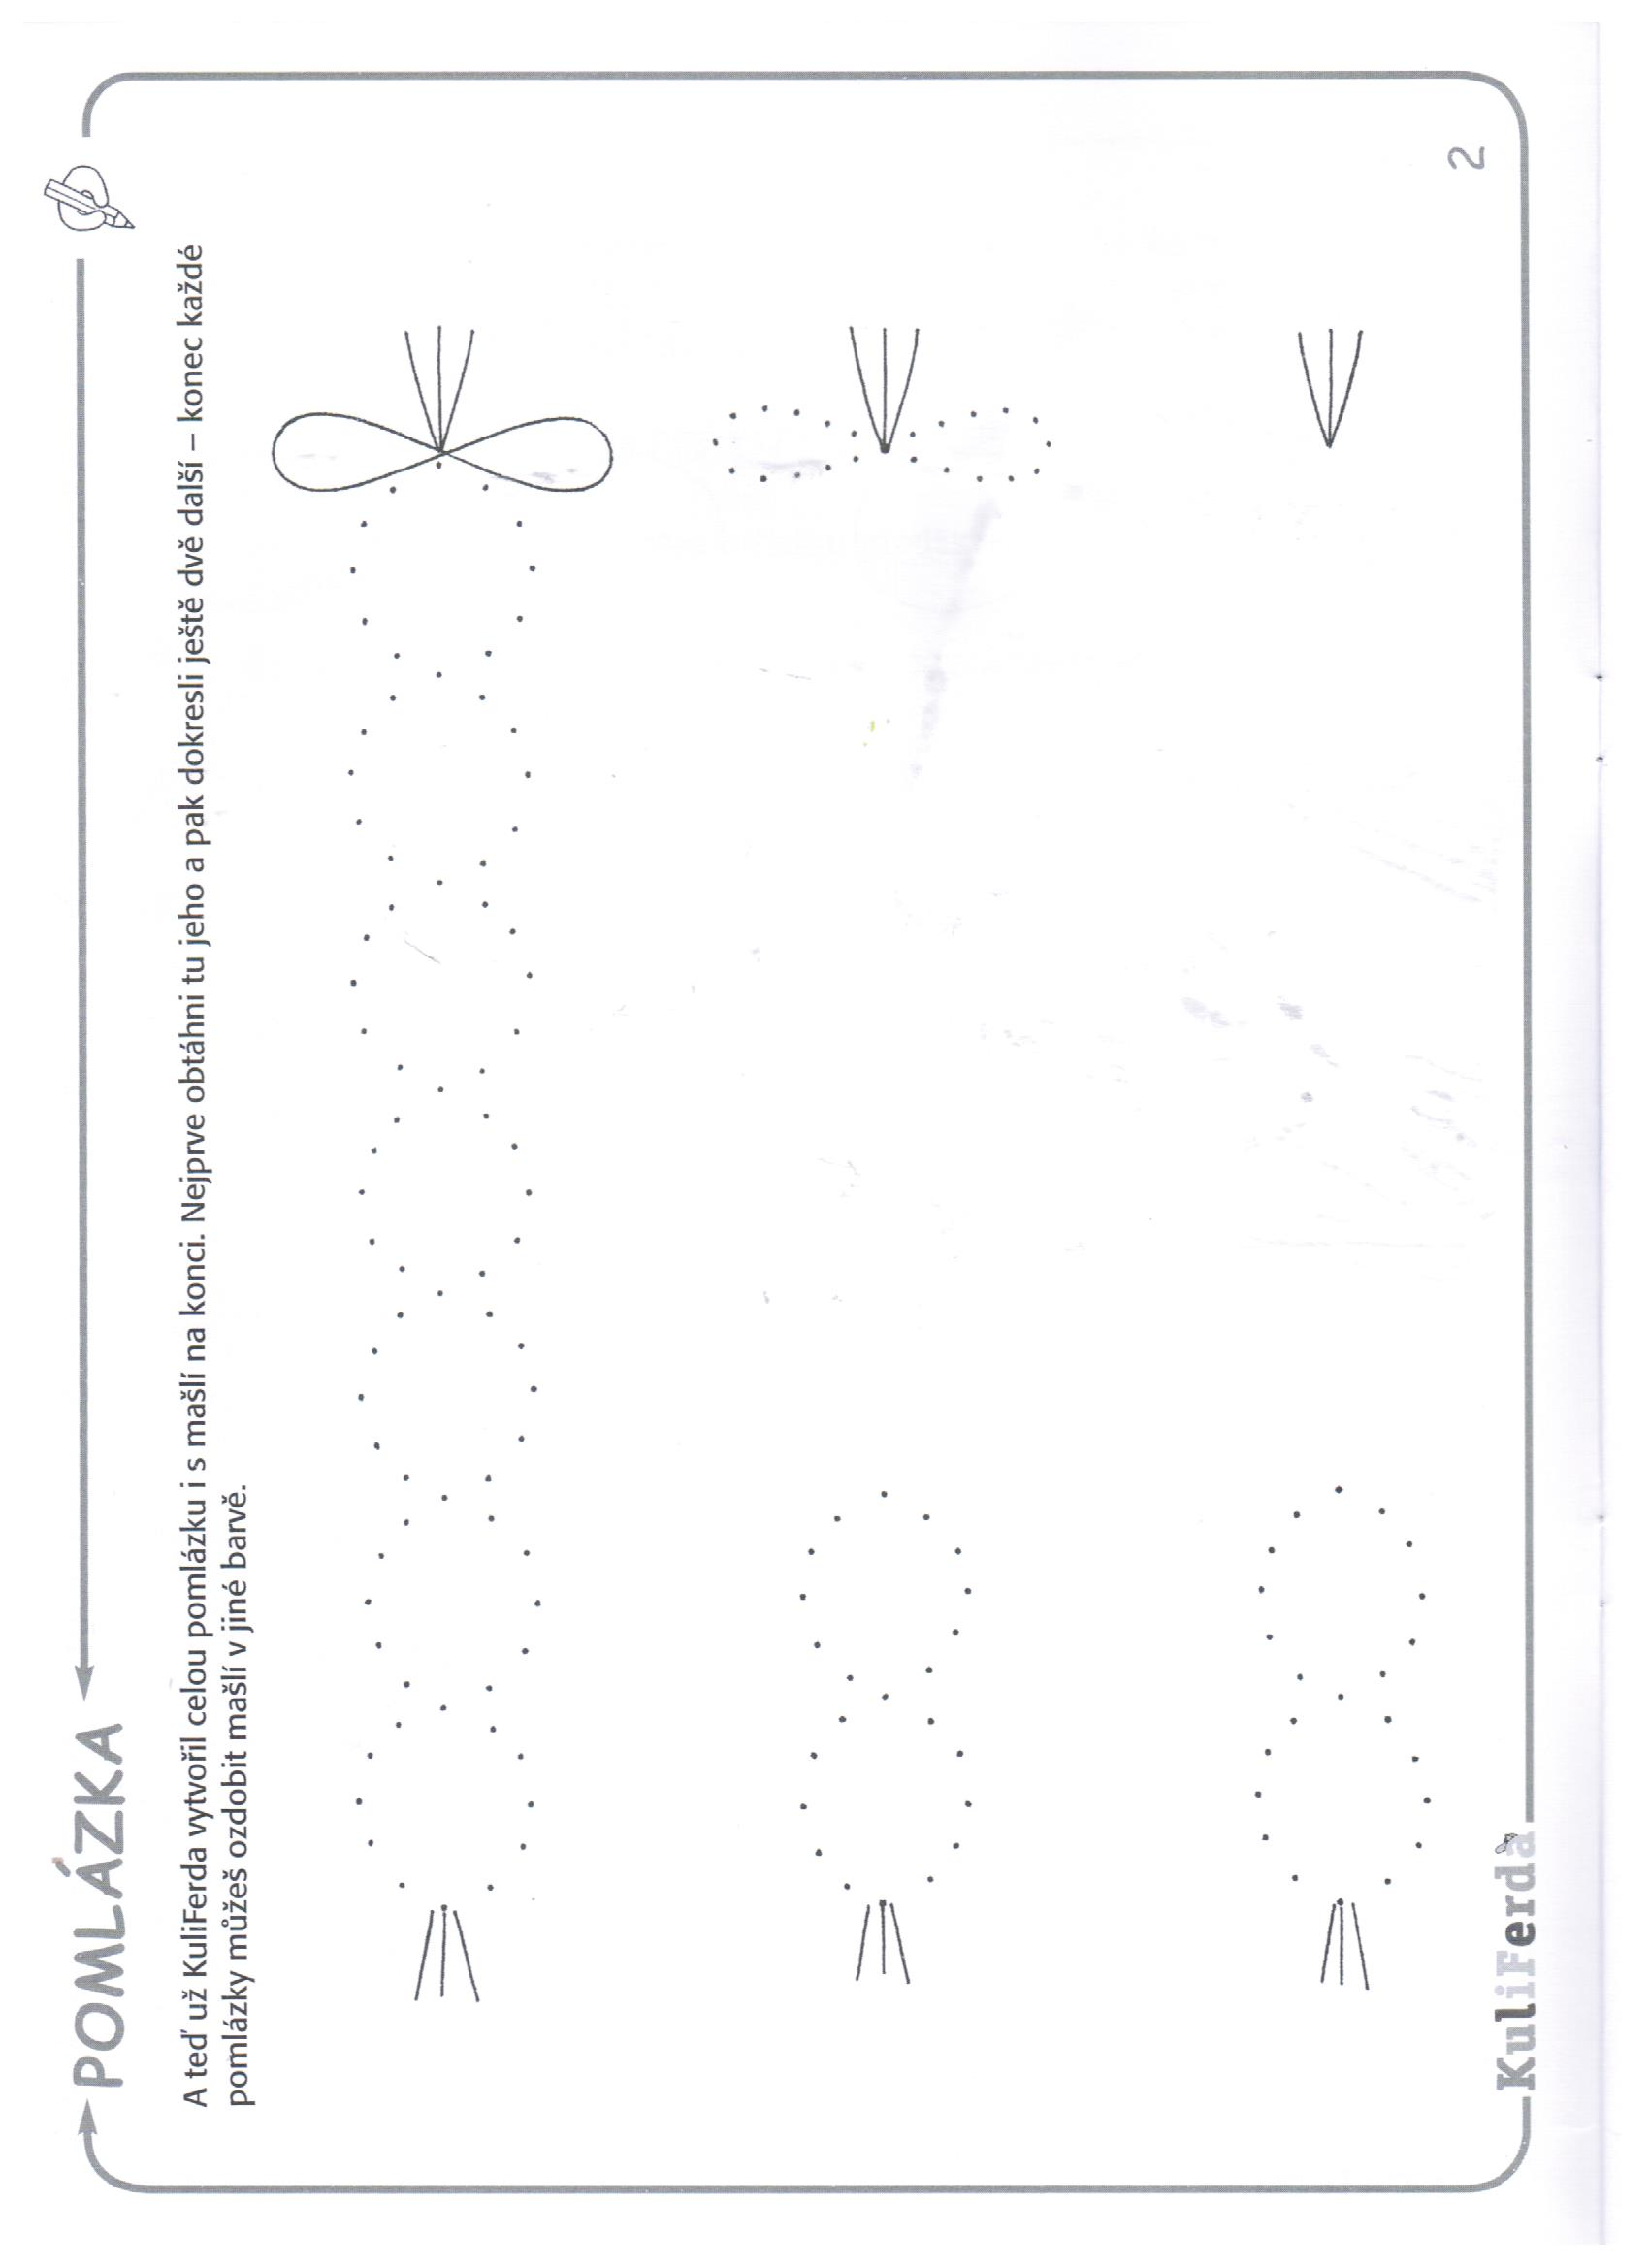 POMLÁZKA
A teď už KuliFerda vytvořil celou pomlázku i s mašlí na konci. Nejprve obtáhni tu jeho a pak dokresli ještě dvě další – konec každé
pomlázky můžeš ozdobit mašlí v jiné barvě.
KuliFerda
2